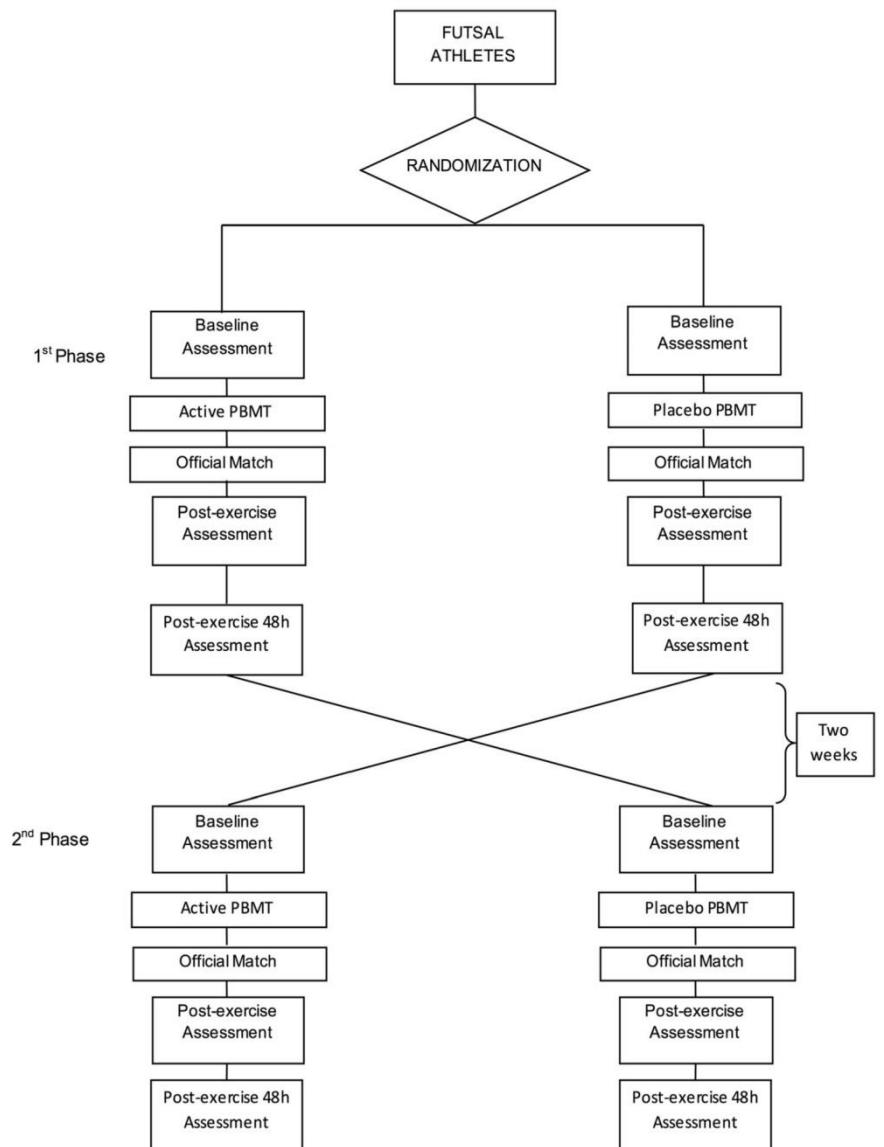 FUTSAL
ATHLETES
RANDOMIZATION
1st Phase
Baseline
Assessment
Active PBMT
Official Match
Post-exercise
Assessment
Post-exercise 48h
Assessment
Baseline
Assessment
Placebo PBMT
Official Match
Post-exercise
Assessment
Post-exercise 48h
Assessment
Two
weeks
2nd Phase
Baseline
Assessment
Active PBMT
Official Match
Post-exercise
Assessment
Post-exercise 48h
Assessment
Baseline
Assessment
Placebo PBMT
Official Match
Post-exercise
Assessment
Post-exercise 48h
Assessment